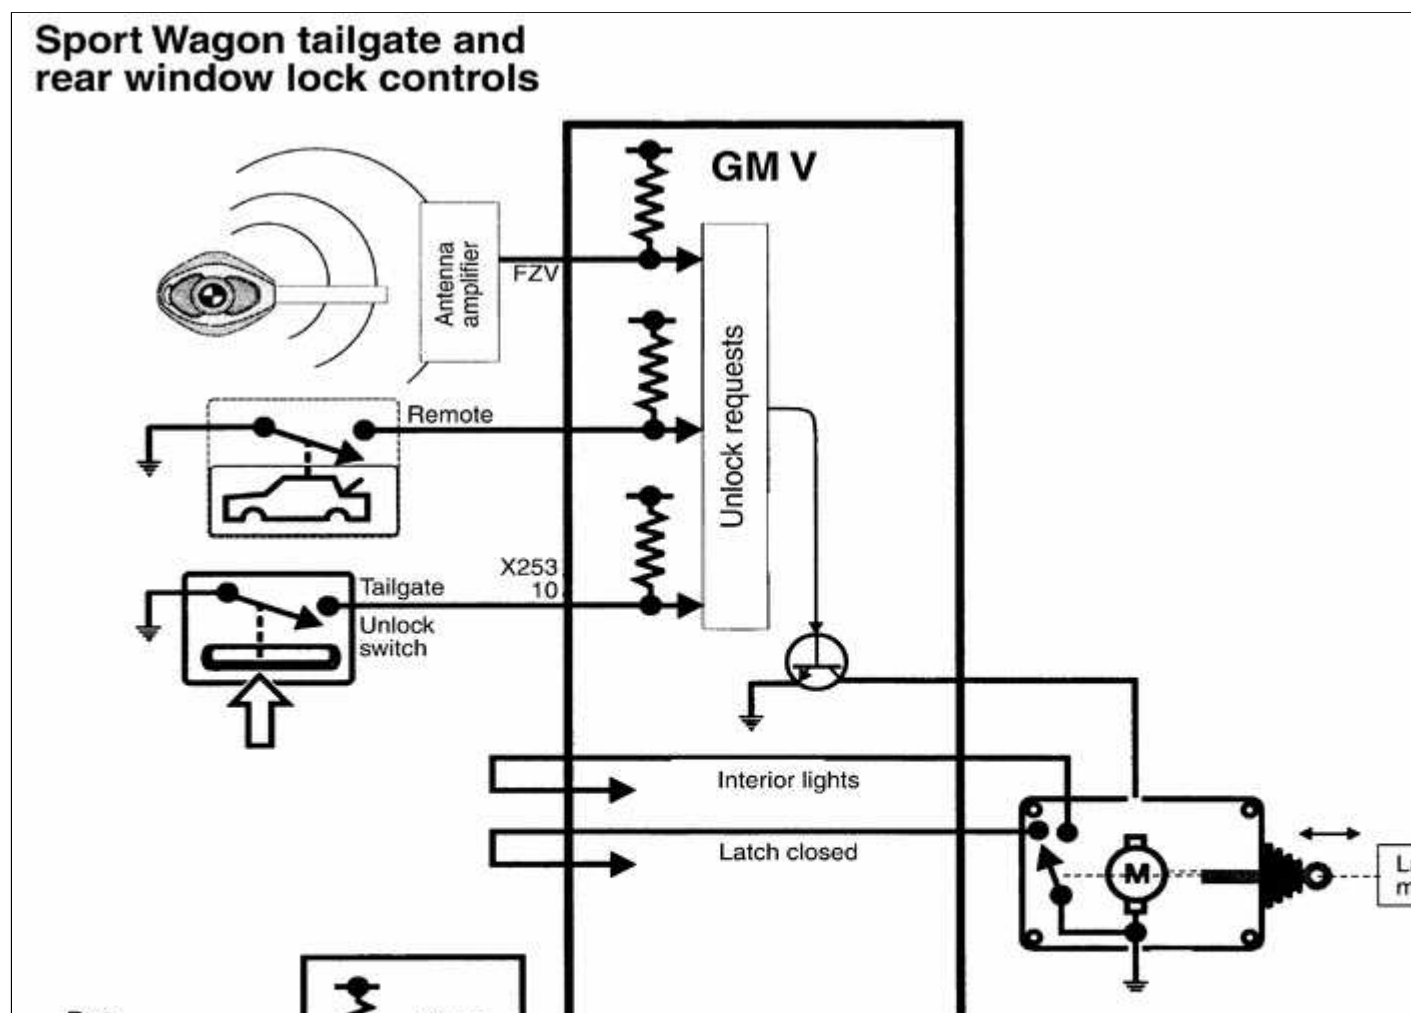 Sport Wagon tailgate and
rear window lock controls
GM V
Antenna
amplifier
FZV
Unlock requests
Remote
X253
10
Tailgate
Unlock
switch
Interior lights
Latch closed
M